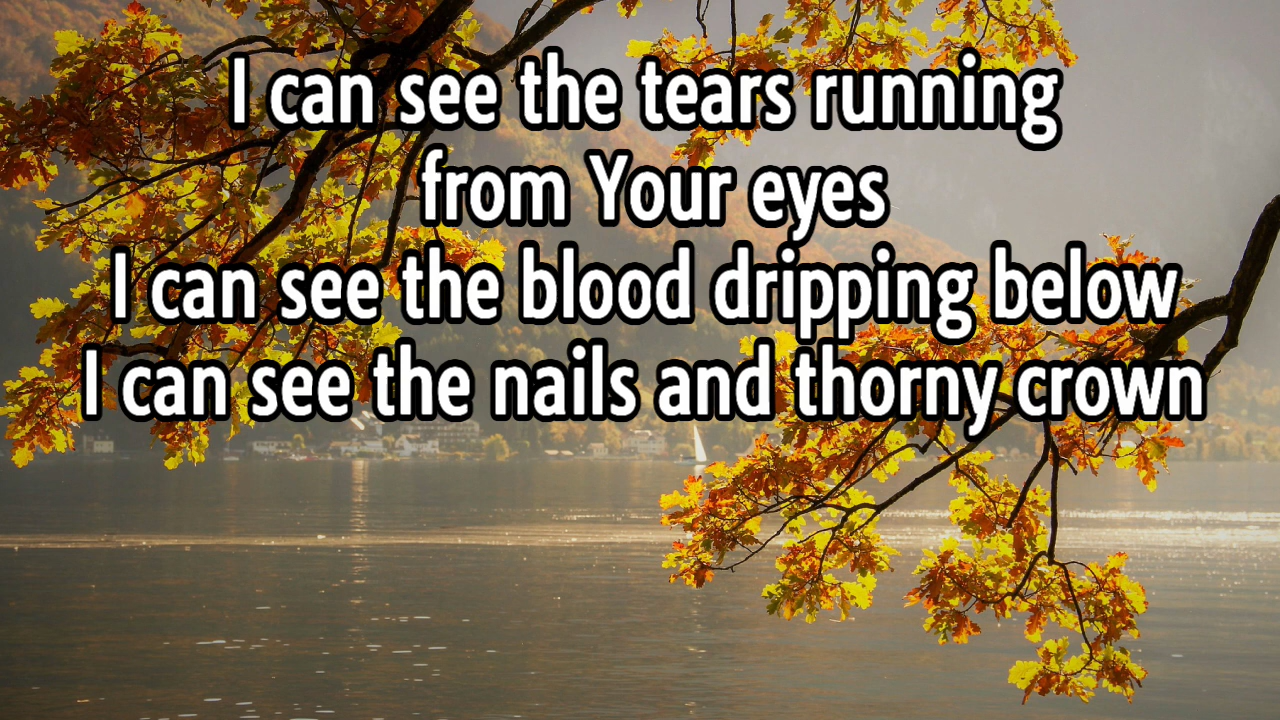 I can see the tears running
from Your eyes
I can see the blood dripping below
I can see the nails and thorny crown